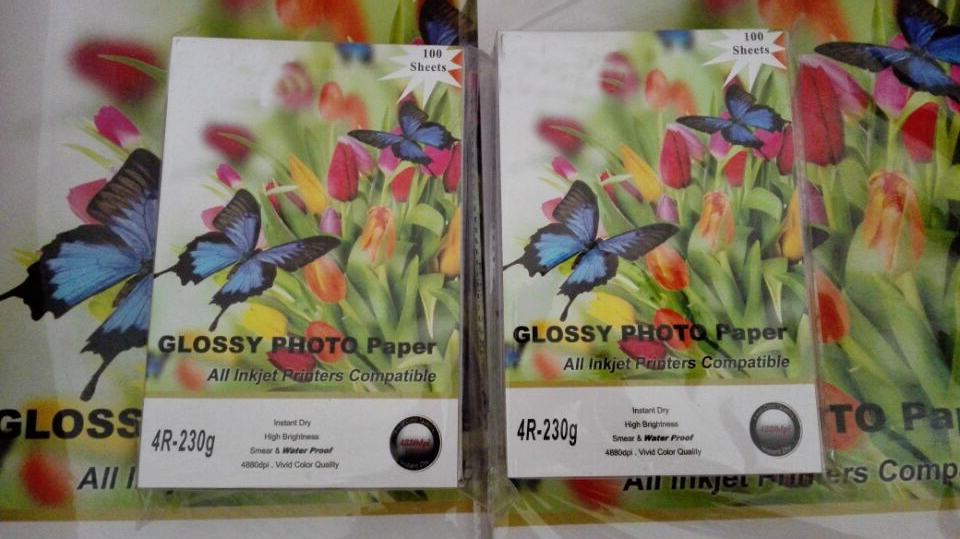 100
Sheets
GLOSSY PHOTO Paper
All Inkjet Printers Compatible
4R-230g
Instant Dry
High Brightness
Smear & Water Proof
4880dpi . Vivid Color Quality
4880dpi
100
Sheets
GLOSSY PHOTO Paper
All Inkjet Printers Compatible
4R-230g
Instant Dry
High Brightness
Smear & Water Proof
4880dpi . Vivid Color Quality
4880dpi
GLOSS
All I
TO Pa
All Inkjet Printers Comp